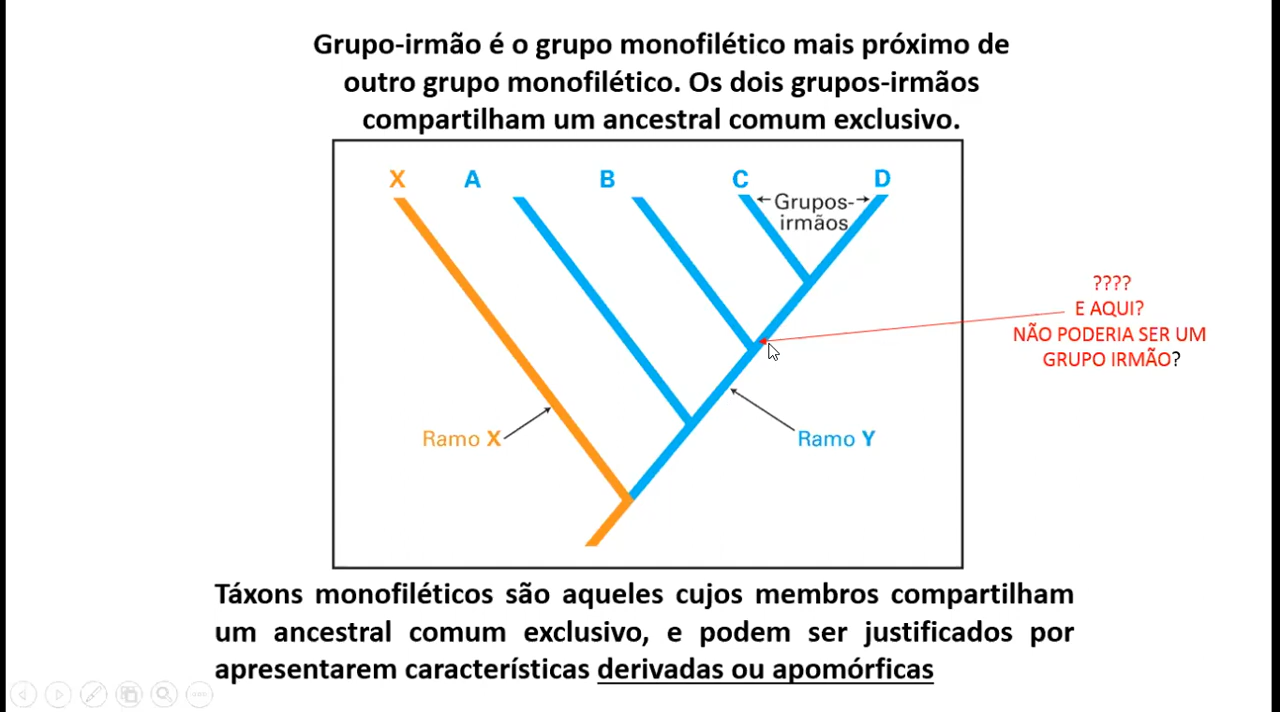 Grupo-irmão é o grupo monofilético mais próximo de
outro grupo monofilético. Os dois grupos-irmãos
compartilham um ancestral comum exclusivo.
X A B C D
Grupos-
irmãos
????
E AQUI?
NÃO PODERIA SER UM
GRUPO IRMÃO?
Ramo X
Ramo Y
Táxons monofiléticos são aqueles cujos membros compartilham
um ancestral comum exclusivo, e podem ser justificados por
apresentarem características derivadas ou apomórficas